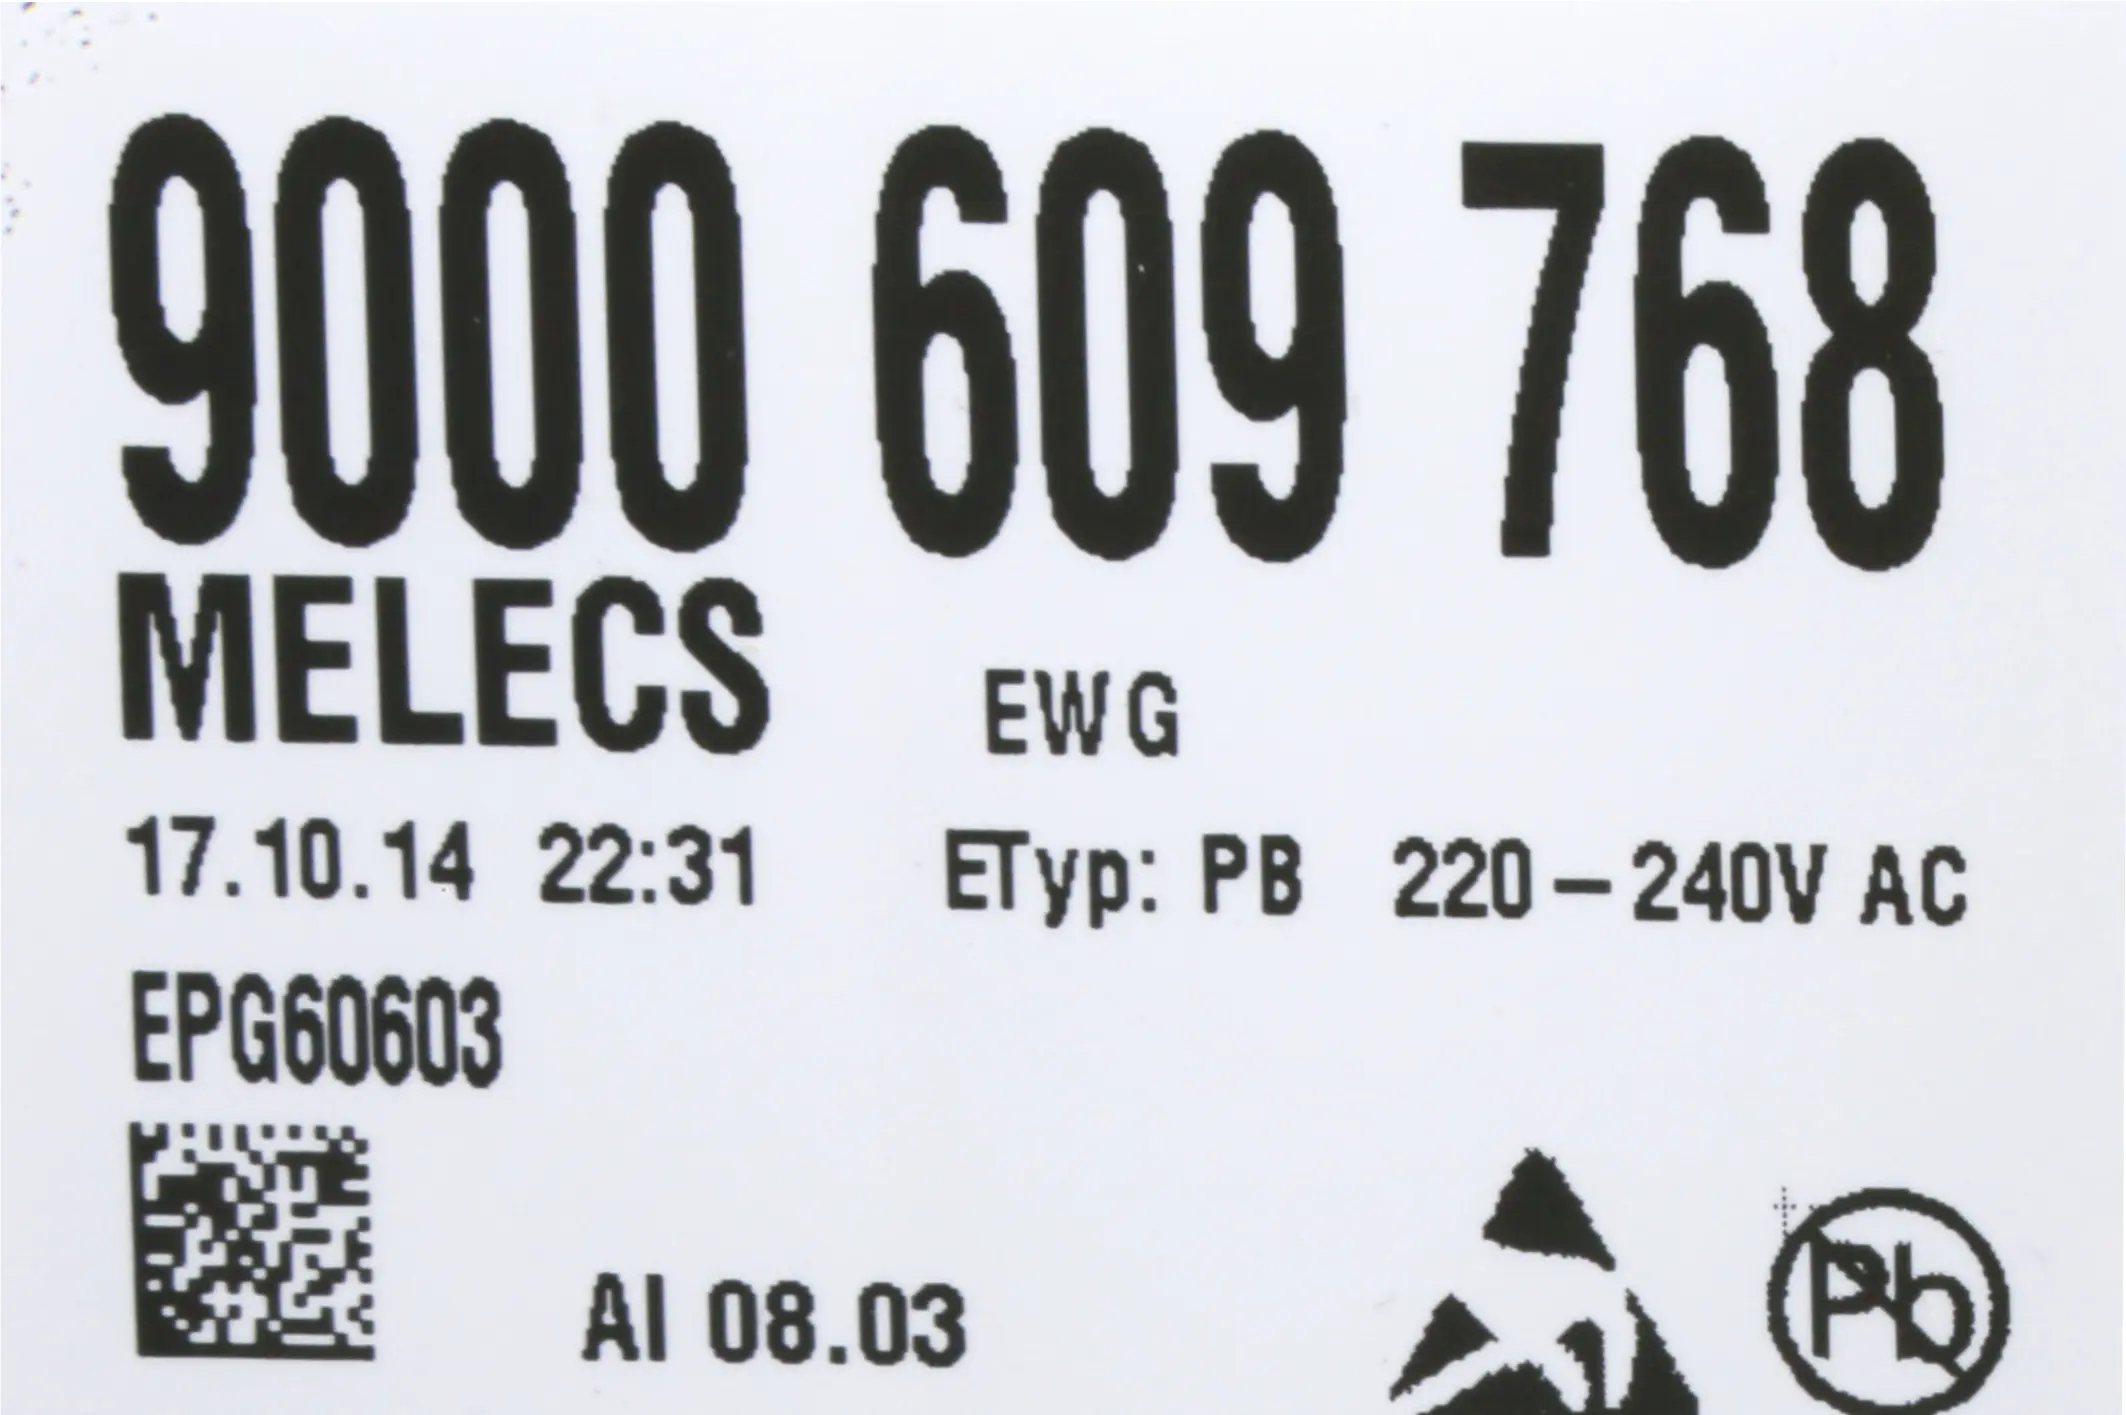 9000 609 768
MELECS EWG
17.10.14 22:31 ETyp: PB 220-240V AC
EPG60603
AI 08.03
Pb